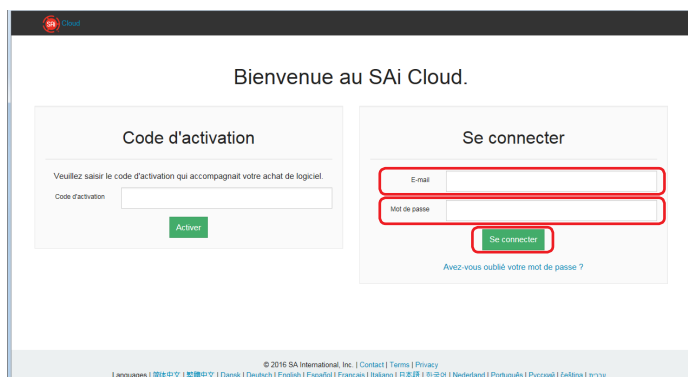 SAi Cloud
Bienvenue au SAi Cloud.
Code d'activation
Veuillez saisir le code d'activation qui accompagnait votre achat de logiciel.
Code d'activation
Activer
Se connecter
E-mail
Mot de passe
Se connecter
Avez-vous oublié votre mot de passe ?
© 2016 SA International, Inc. | Contact | Terms | Privacy
Languages | 简体中文 | 繁體中文 | Dansk | Deutsch | English | Español | Français | Italiano |日本語 | 한국어 | Nederland | Português | Русский | čeština | עברית